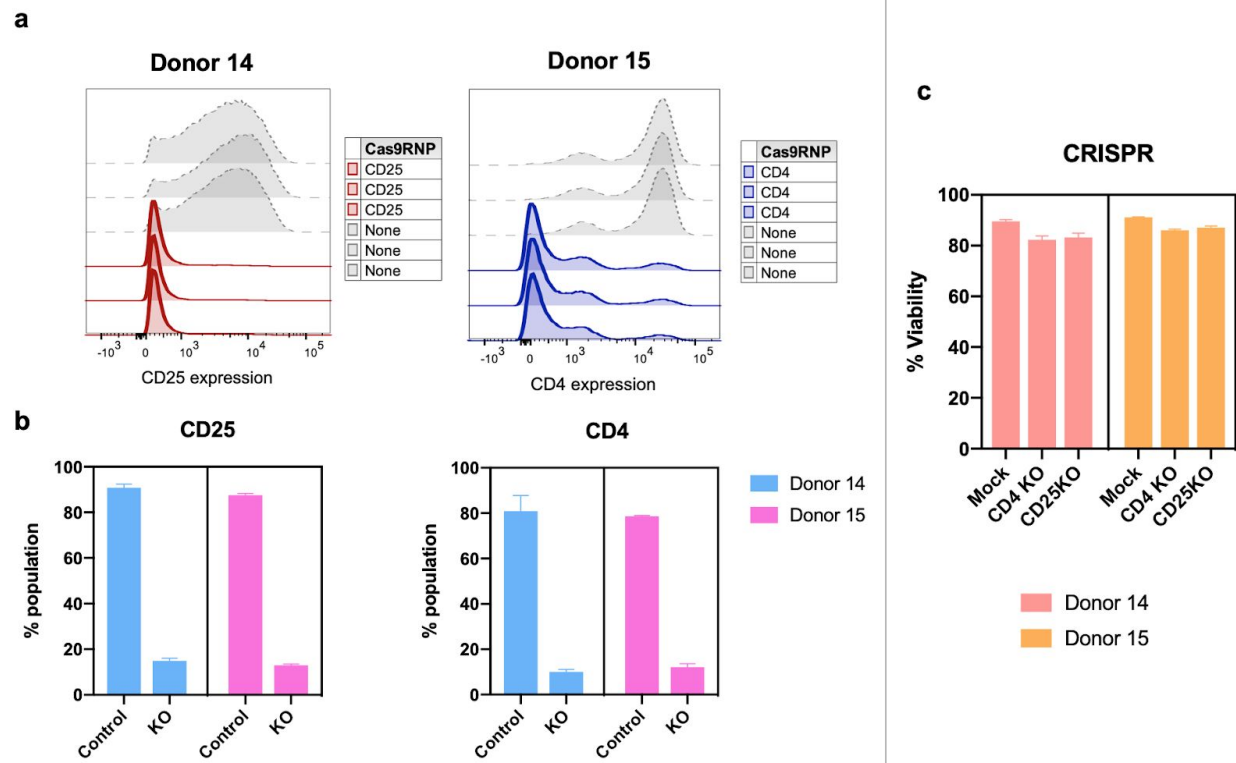 a
Donor 14
Cas9RNP
CD25
CD25
CD25
None
None
None
-10³ 0 10³ 10⁴ 10⁵
CD25 expression
Donor 15
Cas9RNP
CD4
CD4
CD4
None
None
None
-10³ 0 10³ 10⁴ 10⁵
CD4 expression
b
CD25
% population
100
80
60
40
20
0
Control KO Control KO
CD4
% population
100
80
60
40
20
0
Control KO Control KO
Donor 14
Donor 15
c
CRISPR
% Viability
100
80
60
40
20
0
Mock CD4 KO CD25KO Mock CD4 KO CD25KO
Donor 14
Donor 15